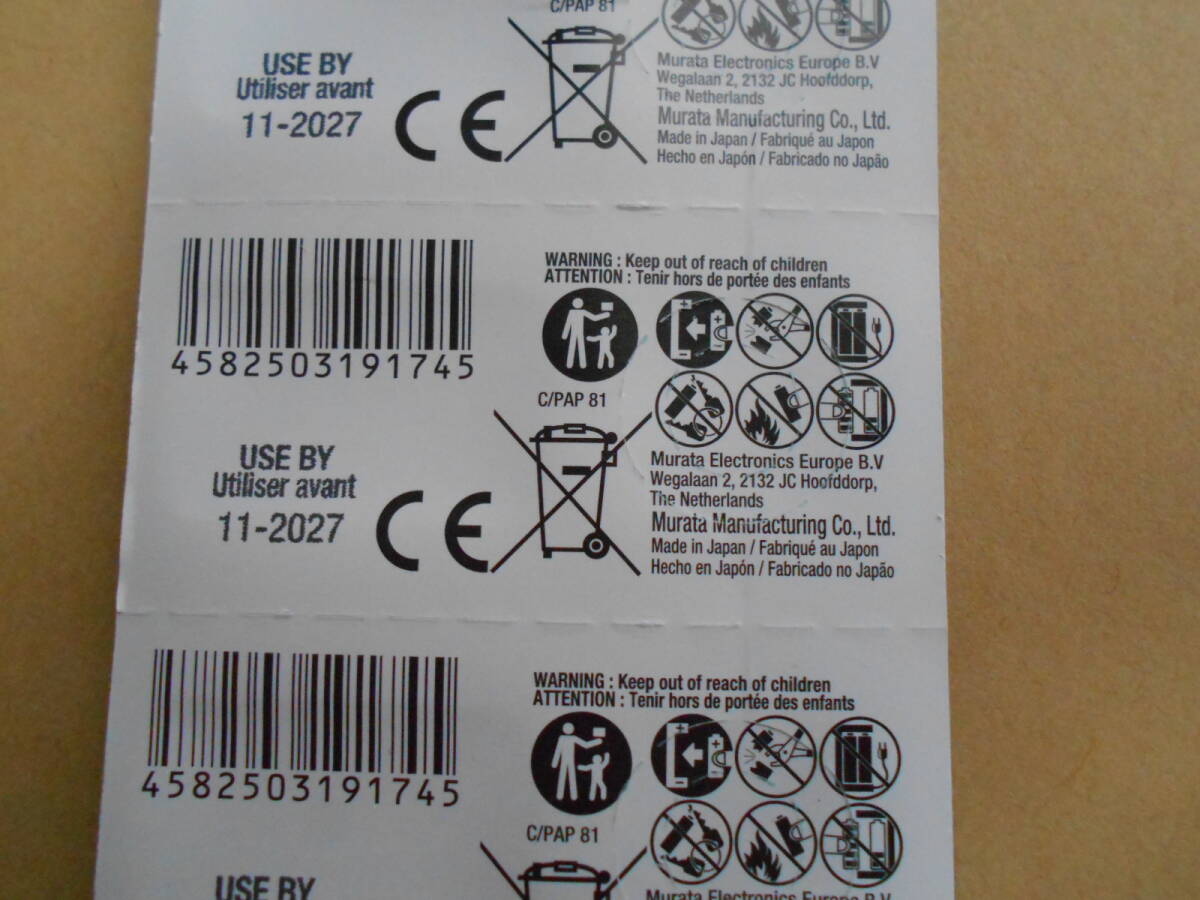 C/PAP 81
USE BY
Utiliser avant
11-2027
CE
Murata Electronics Europe B.V
Wegalaan 2, 2132 JC Hoofddorp,
The Netherlands
Murata Manufacturing Co., Ltd.
Made in Japan / Fabriqué au Japon
Hecho en Japón / Fabricado no Japão
4582503191745
WARNING : Keep out of reach of children
ATTENTION : Tenir hors de portée des enfants
C/PAP 81
USE BY
Utiliser avant
11-2027
CE
Murata Electronics Europe B.V
Wegalaan 2, 2132 JC Hoofddorp,
The Netherlands
Murata Manufacturing Co., Ltd.
Made in Japan / Fabriqué au Japon
Hecho en Japón / Fabricado no Japão
4582503191745
WARNING : Keep out of reach of children
ATTENTION : Tenir hors de portée des enfants
C/PAP 81
USE BY
Murata Electronics Europe B.V